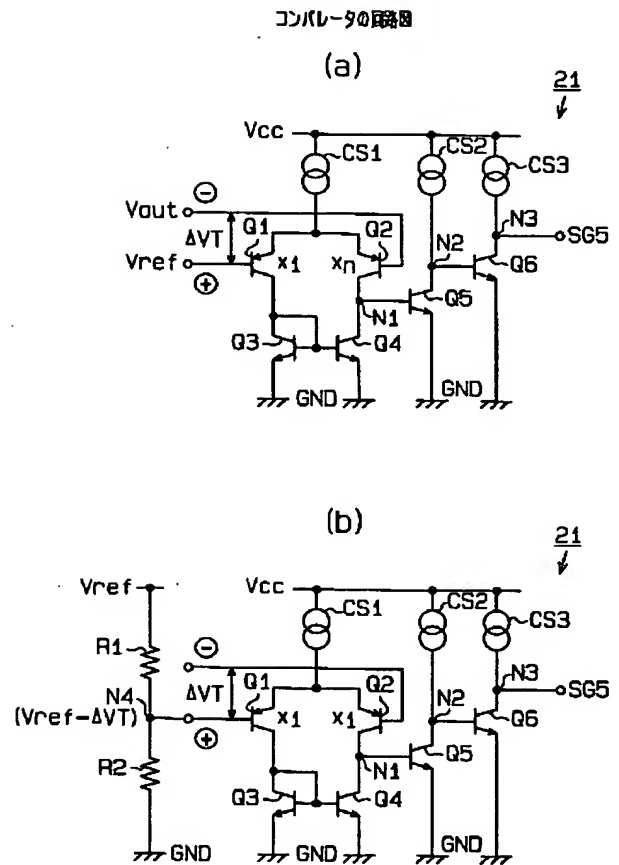 コンパレータの回路図
(a)
21
Vcc
CS1
CS2
CS3
Vout
−
ΔVT
Q1
Q2
N2
N3
SG5
Vref
+
x1
xn
N1
Q5
Q6
Q3
Q4
GND
GND
(b)
21
Vref
Vcc
CS1
CS2
CS3
R1
−
N4
ΔVT
Q1
Q2
N2
N3
SG5
(Vref-ΔVT)
+
x1
x1
N1
Q5
Q6
R2
Q3
Q4
GND
GND
GND